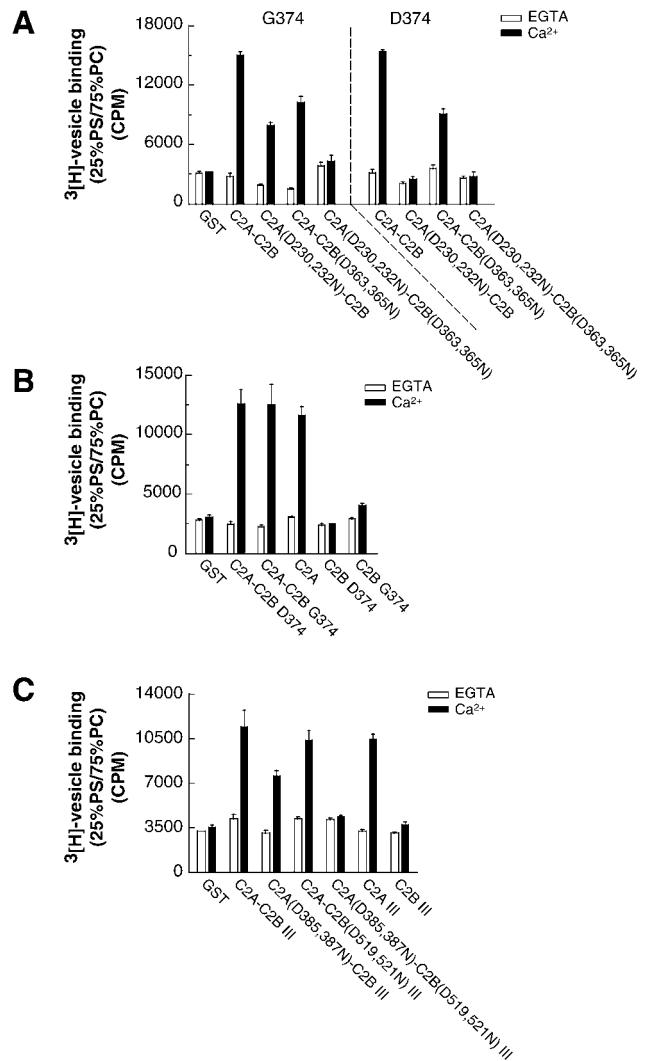 A
G374
D374
EGTA
Ca²⁺
3[H]-vesicle binding
(25%PS/75%PC)
(CPM)
18000
12000
6000
0
GST
C2A-C2B
C2A(D230,232N)-C2B
C2A-C2B(D363,365N)
C2A(D230,232N)-C2B(D363,365N)
C2A-C2B
C2A(D230,232N)-C2B
C2A-C2B(D363,365N)
C2A(D230,232N)-C2B(D363,365N)
B
EGTA
Ca²⁺
3[H]-vesicle binding
(25%PS/75%PC)
(CPM)
15000
10000
5000
0
GST
C2A-C2B D374
C2A-C2B G374
C2A
C2B D374
C2B G374
C
EGTA
Ca²⁺
3[H]-vesicle binding
(25%PS/75%PC)
(CPM)
14000
10500
7000
3500
0
GST
C2A-C2B III
C2A(D385,387N)-C2B III
C2A-C2B(D519,521N) III
C2A(D385,387N)-C2B(D519,521N) III
C2A III
C2B III